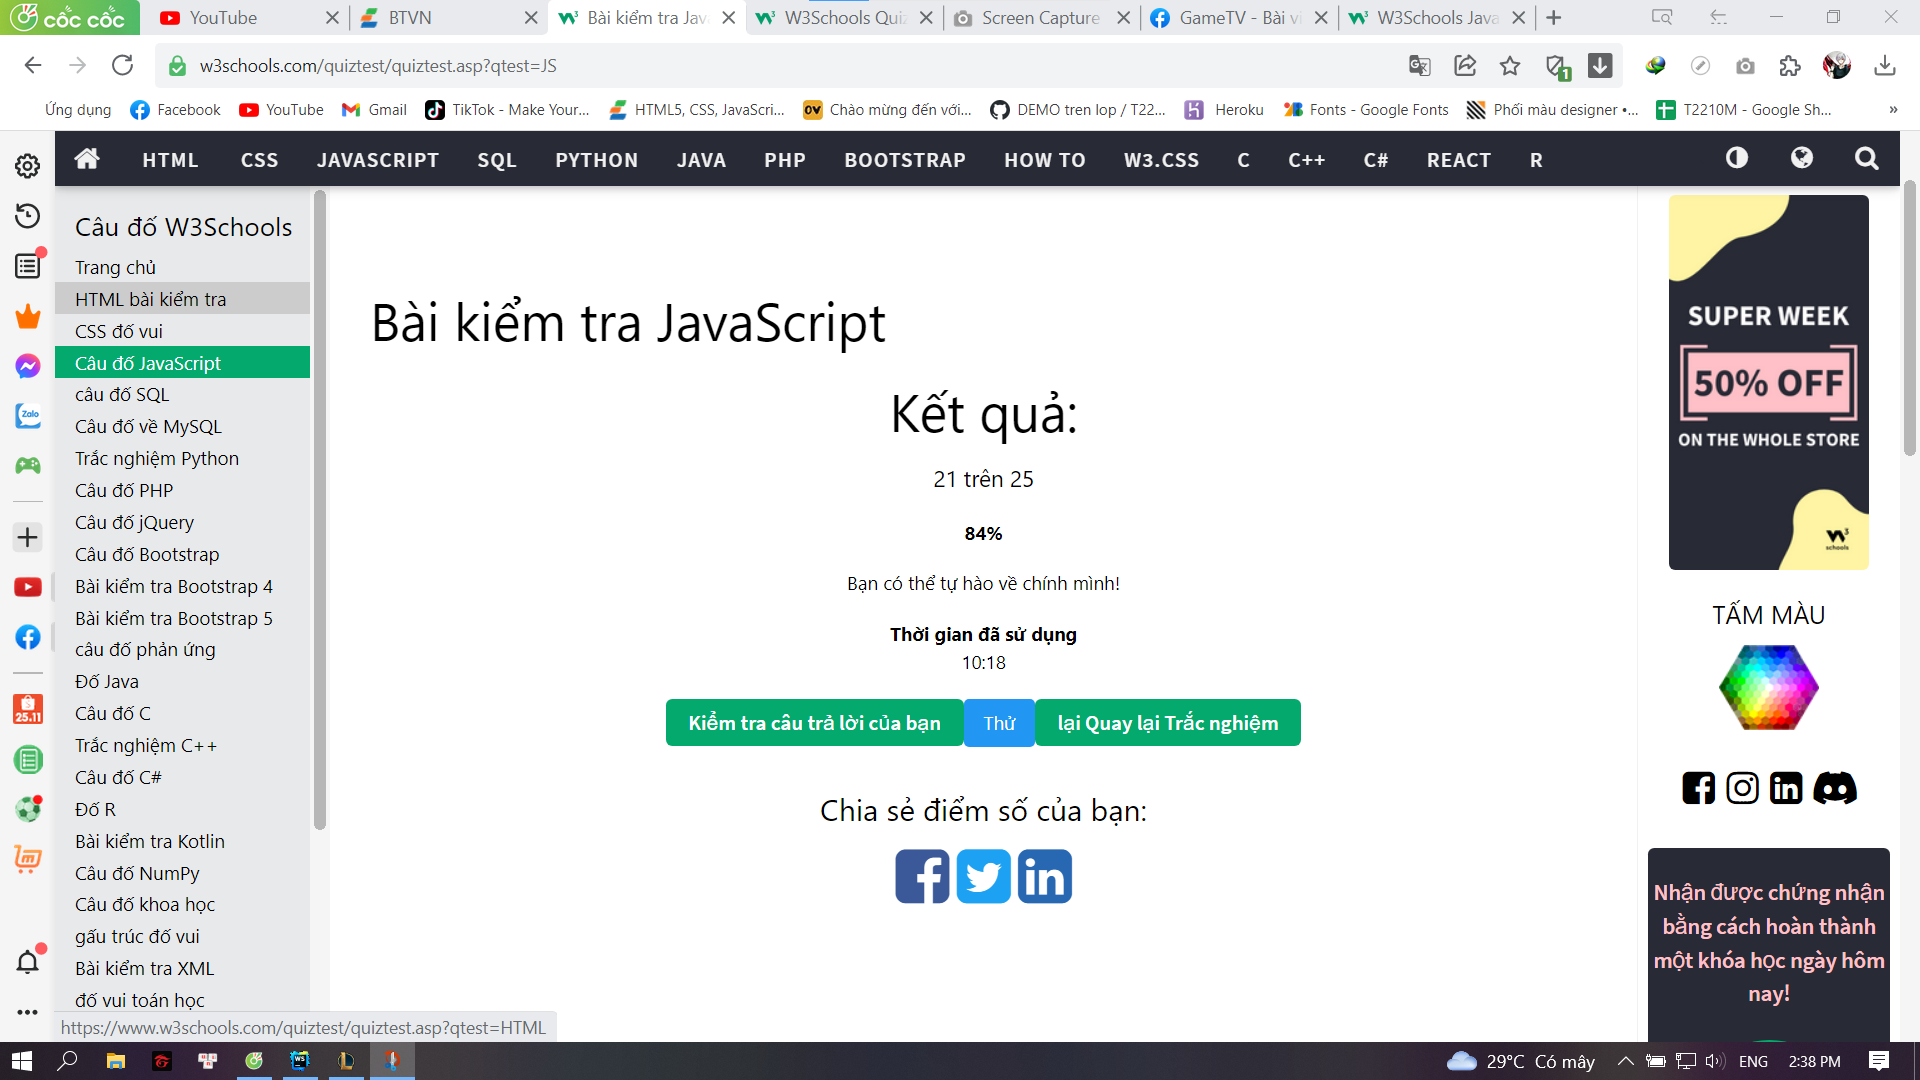 cốc cốc
YouTube
BTVN
Bài kiểm tra Jav
W3Schools Quiz
Screen Capture
GameTV - Bài vi
W3Schools Java
w3schools.com/quiztest/quiztest.asp?qtest=JS
1
Ứng dụng
Facebook
YouTube
Gmail
TikTok - Make Your...
HTML5, CSS, JavaScri...
Chào mừng đến với...
DEMO tren lop / T22...
Heroku
Fonts - Google Fonts
Phối màu designer •...
T2210M - Google Sh...
»
HTML
CSS
JAVASCRIPT
SQL
PYTHON
JAVA
PHP
BOOTSTRAP
HOW TO
W3.CSS
C
C++
C#
REACT
R
Câu đố W3Schools
Trang chủ
HTML bài kiểm tra
CSS đố vui
Câu đố JavaScript
câu đố SQL
Câu đố về MySQL
Trắc nghiệm Python
Câu đố PHP
Câu đố jQuery
Câu đố Bootstrap
Bài kiểm tra Bootstrap 4
Bài kiểm tra Bootstrap 5
câu đố phản ứng
Đố Java
Câu đố C
Trắc nghiệm C++
Câu đố C#
Đố R
Bài kiểm tra Kotlin
Câu đố NumPy
Câu đố khoa học
gấu trúc đố vui
Bài kiểm tra XML
đố vui toán học
https://www.w3schools.com/quiztest/quiztest.asp?qtest=HTML
Zalo
25.11
Bài kiểm tra JavaScript
Kết quả:
21 trên 25
84%
Bạn có thể tự hào về chính mình!
Thời gian đã sử dụng
10:18
Kiểm tra câu trả lời của bạn
Thử
lại Quay lại Trắc nghiệm
Chia sẻ điểm số của bạn:
SUPER WEEK
50% OFF
ON THE WHOLE STORE
schools
TẤM MÀU
Nhận được chứng nhận
bằng cách hoàn thành
một khóa học ngày hôm
nay!
29°C Có mây
ENG
2:38 PM